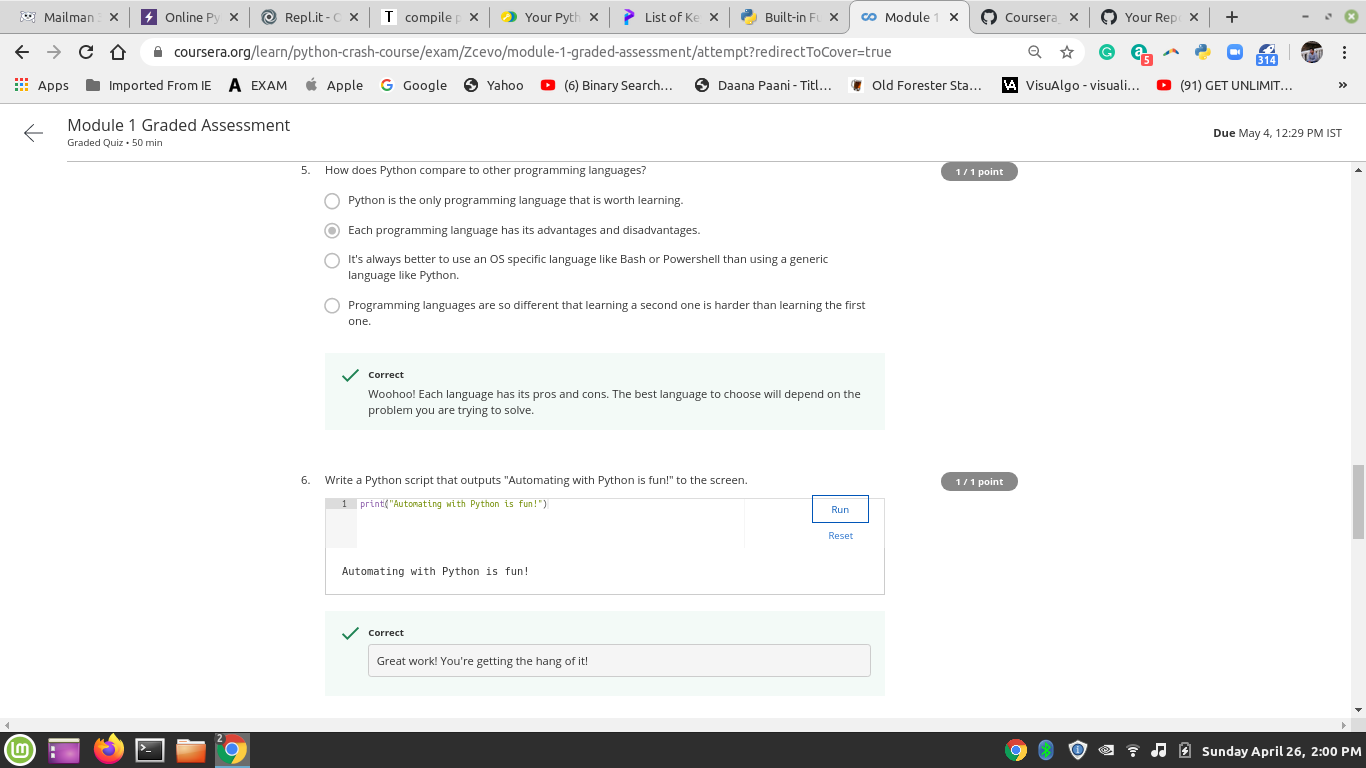 Mailman
Online Py
Repl.it - C
compile p
Your Pyth
List of Ke
Built-in Fu
Module 1
Coursera
Your Rep
coursera.org/learn/python-crash-course/exam/Zcevo/module-1-graded-assessment/attempt?redirectToCover=true
5
314
Apps
Imported From IE
EXAM
Apple
Google
Yahoo
(6) Binary Search...
Daana Paani - Titl...
Old Forester Sta...
VisuAlgo - visuali...
(91) GET UNLIMIT...
Module 1 Graded Assessment
Graded Quiz • 50 min
Due May 4, 12:29 PM IST
5. How does Python compare to other programming languages?
1 / 1 point
Python is the only programming language that is worth learning.
Each programming language has its advantages and disadvantages.
It's always better to use an OS specific language like Bash or Powershell than using a generic
language like Python.
Programming languages are so different that learning a second one is harder than learning the first
one.
Correct
Woohoo! Each language has its pros and cons. The best language to choose will depend on the
problem you are trying to solve.
6. Write a Python script that outputs "Automating with Python is fun!" to the screen.
1 / 1 point
1 print("Automating with Python is fun!")
Run
Reset
Automating with Python is fun!
Correct
Great work! You're getting the hang of it!
2
Sunday April 26, 2:00 PM